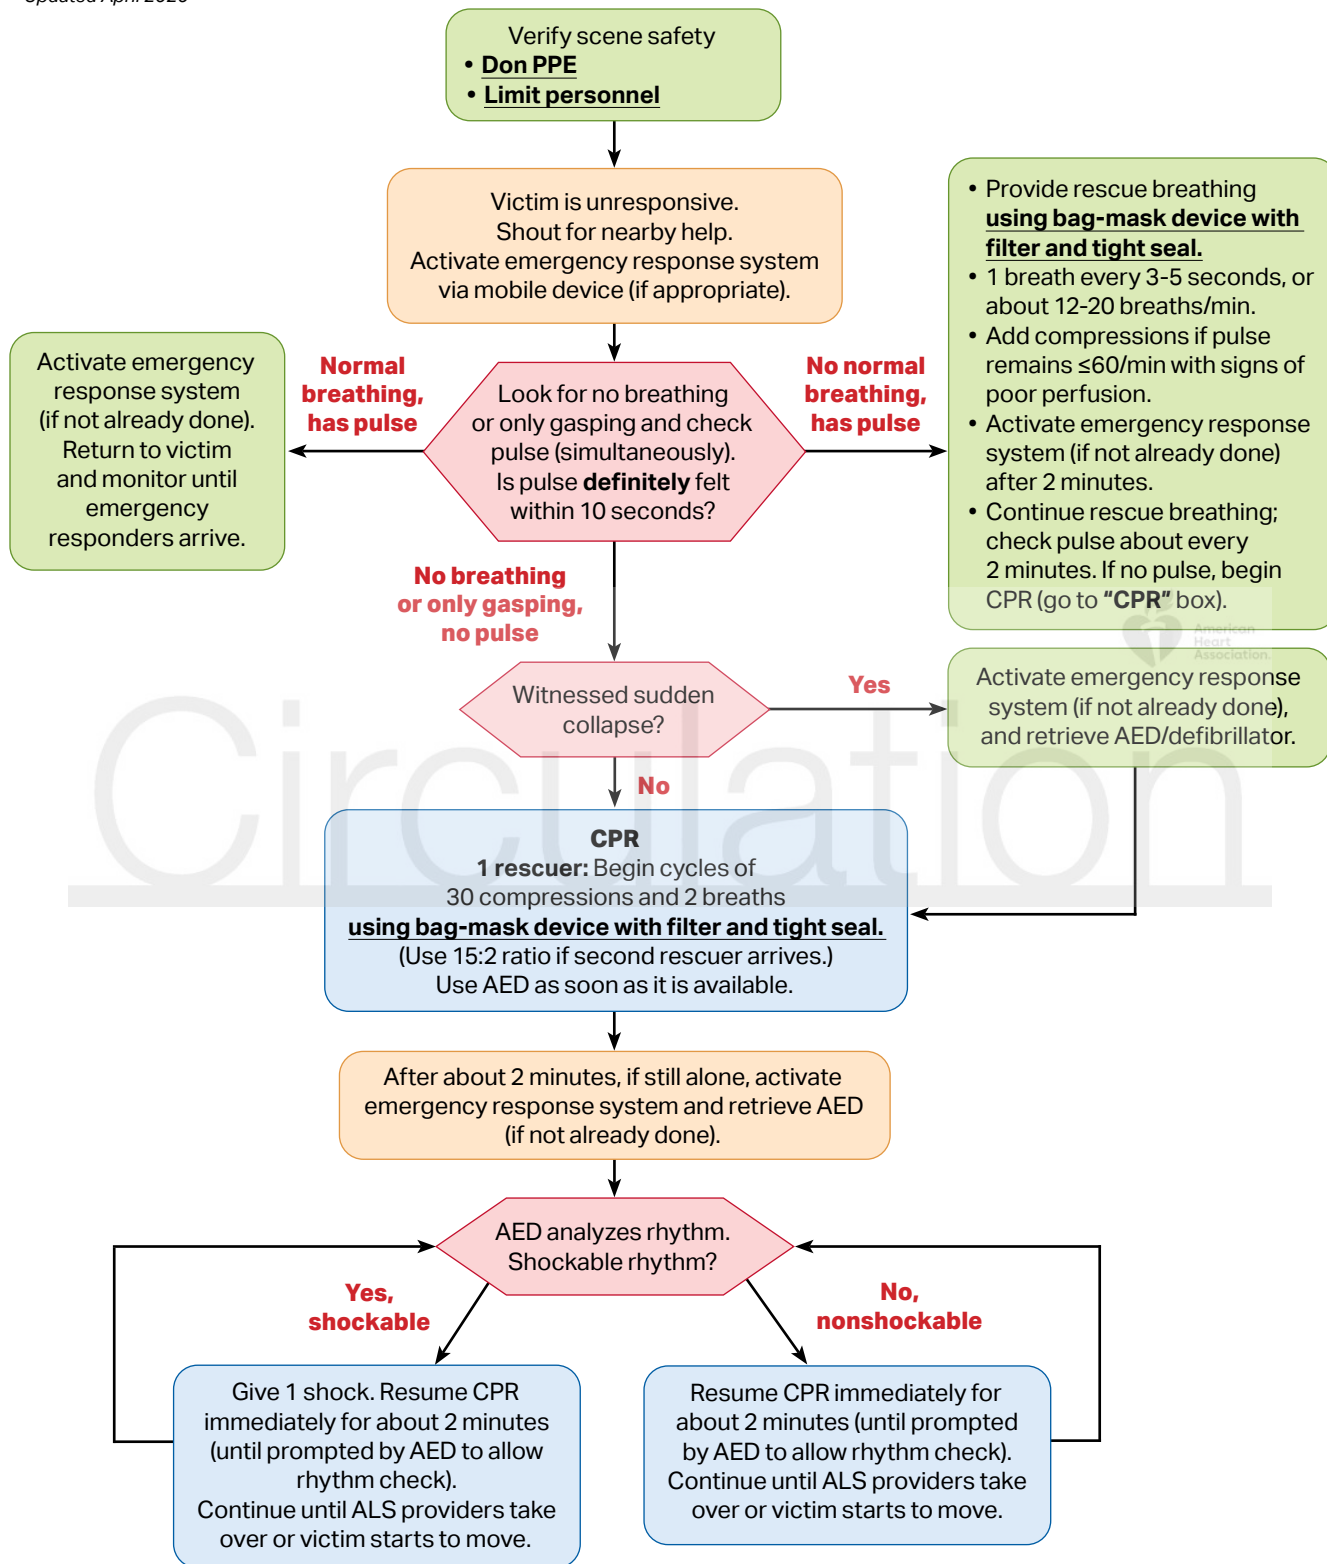 Updated April 2020
Verify scene safety
• Don PPE
• Limit personnel
Victim is unresponsive.
Shout for nearby help.
Activate emergency response system
via mobile device (if appropriate).
Activate emergency
response system
(if not already done).
Return to victim
and monitor until
emergency
responders arrive.
Normal
breathing,
has pulse
Look for no breathing
or only gasping and check
pulse (simultaneously).
Is pulse definitely felt
within 10 seconds?
No normal
breathing,
has pulse
• Provide rescue breathing
using bag-mask device with
filter and tight seal.
• 1 breath every 3-5 seconds, or
about 12-20 breaths/min.
• Add compressions if pulse
remains ≤60/min with signs of
poor perfusion.
• Activate emergency response
system (if not already done)
after 2 minutes.
• Continue rescue breathing;
check pulse about every
2 minutes. If no pulse, begin
CPR (go to "CPR" box).
American
Heart
Association.
No breathing
or only gasping,
no pulse
Witnessed sudden
collapse?
Yes
Activate emergency response
system (if not already done),
and retrieve AED/defibrillator.
No
Circulation
CPR
1 rescuer: Begin cycles of
30 compressions and 2 breaths
using bag-mask device with filter and tight seal.
(Use 15:2 ratio if second rescuer arrives.)
Use AED as soon as it is available.
After about 2 minutes, if still alone, activate
emergency response system and retrieve AED
(if not already done).
AED analyzes rhythm.
Shockable rhythm?
Yes,
shockable
No,
nonshockable
Give 1 shock. Resume CPR
immediately for about 2 minutes
(until prompted by AED to allow
rhythm check).
Continue until ALS providers take
over or victim starts to move.
Resume CPR immediately for
about 2 minutes (until prompted
by AED to allow rhythm check).
Continue until ALS providers take
over or victim starts to move.